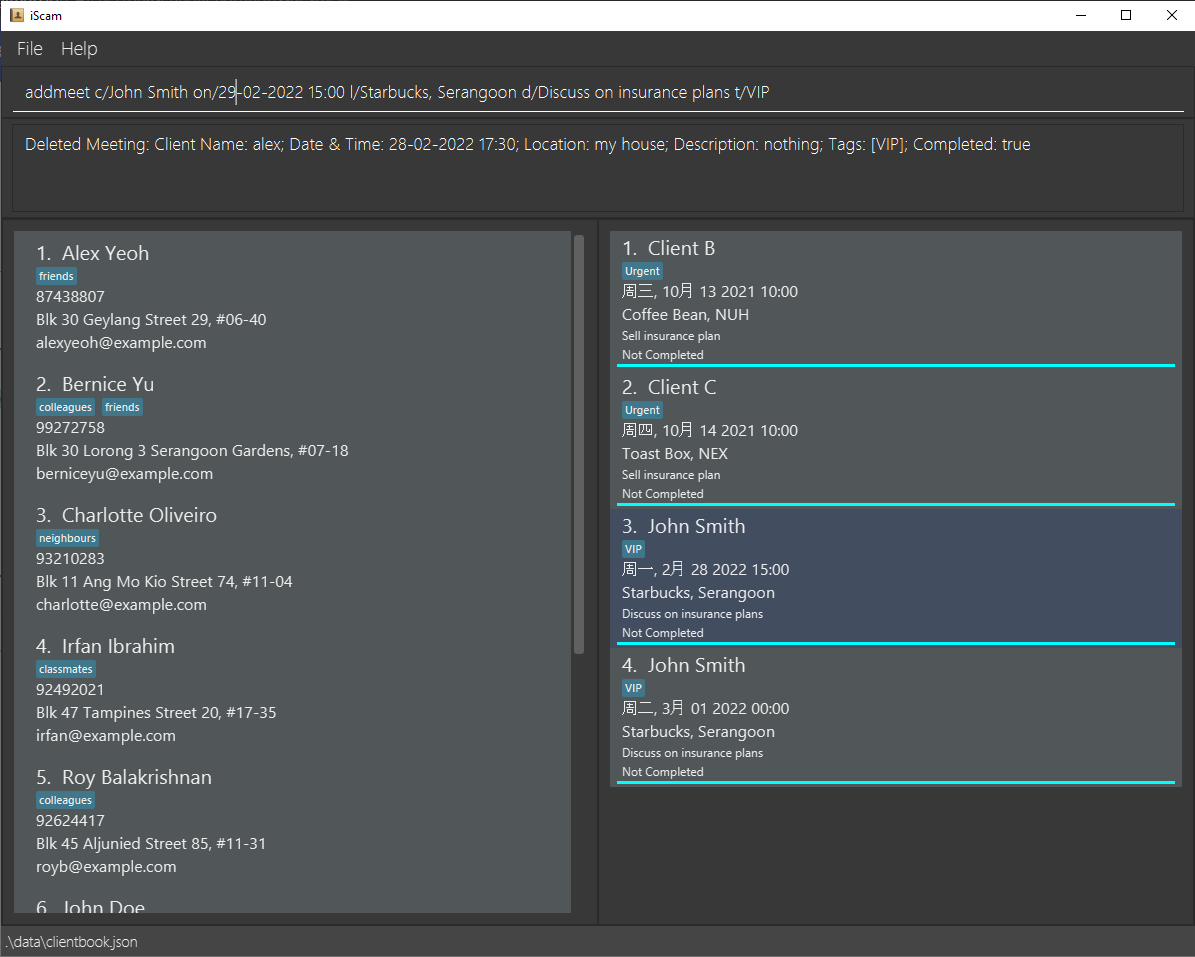 iScam
File Help
addmeet c/John Smith on/29-02-2022 15:00 l/Starbucks, Serangoon d/Discuss on insurance plans t/VIP
Deleted Meeting: Client Name: alex; Date & Time: 28-02-2022 17:30; Location: my house; Description: nothing; Tags: [VIP]; Completed: true
1. Alex Yeoh
friends
87438807
Blk 30 Geylang Street 29, #06-40
alexyeoh@example.com
2. Bernice Yu
colleagues friends
99272758
Blk 30 Lorong 3 Serangoon Gardens, #07-18
berniceyu@example.com
3. Charlotte Oliveiro
neighbours
93210283
Blk 11 Ang Mo Kio Street 74, #11-04
charlotte@example.com
4. Irfan Ibrahim
classmates
92492021
Blk 47 Tampines Street 20, #17-35
irfan@example.com
5. Roy Balakrishnan
colleagues
92624417
Blk 45 Aljunied Street 85, #11-31
royb@example.com
6. John Doe
1. Client B
Urgent
周三, 10月 13 2021 10:00
Coffee Bean, NUH
Sell insurance plan
Not Completed
2. Client C
Urgent
周四, 10月 14 2021 10:00
Toast Box, NEX
Sell insurance plan
Not Completed
3. John Smith
VIP
周一, 2月 28 2022 15:00
Starbucks, Serangoon
Discuss on insurance plans
Not Completed
4. John Smith
VIP
周二, 3月 01 2022 00:00
Starbucks, Serangoon
Discuss on insurance plans
Not Completed
.\data\clientbook.json